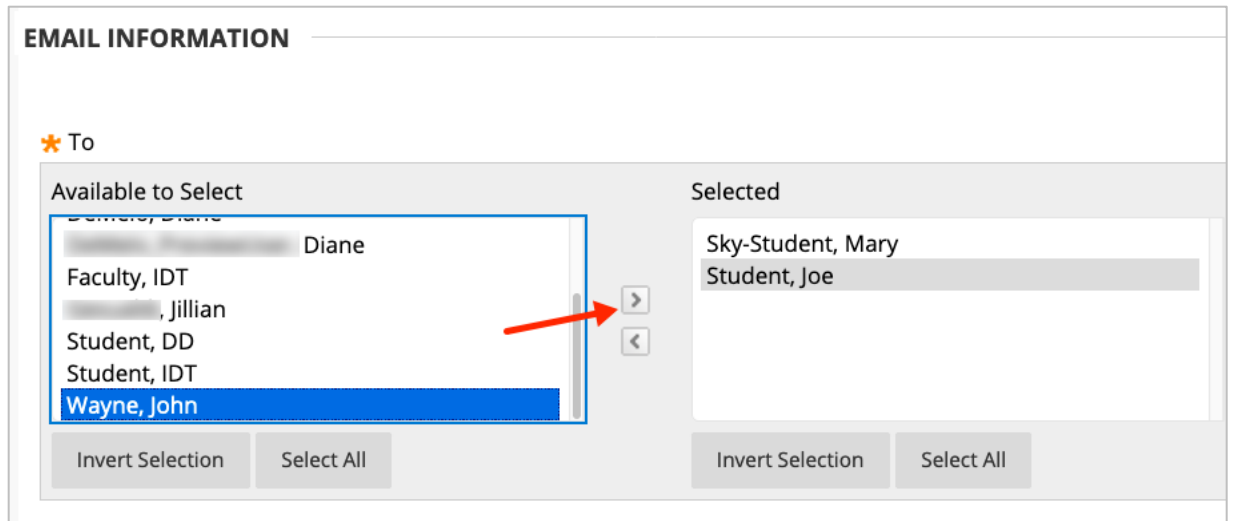 EMAIL INFORMATION
* To
Available to Select
Diane
Faculty, IDT
, Jillian
Student, DD
Student, IDT
Wayne, John
Invert Selection
Select All
>
<
Selected
Sky-Student, Mary
Student, Joe
Invert Selection
Select All